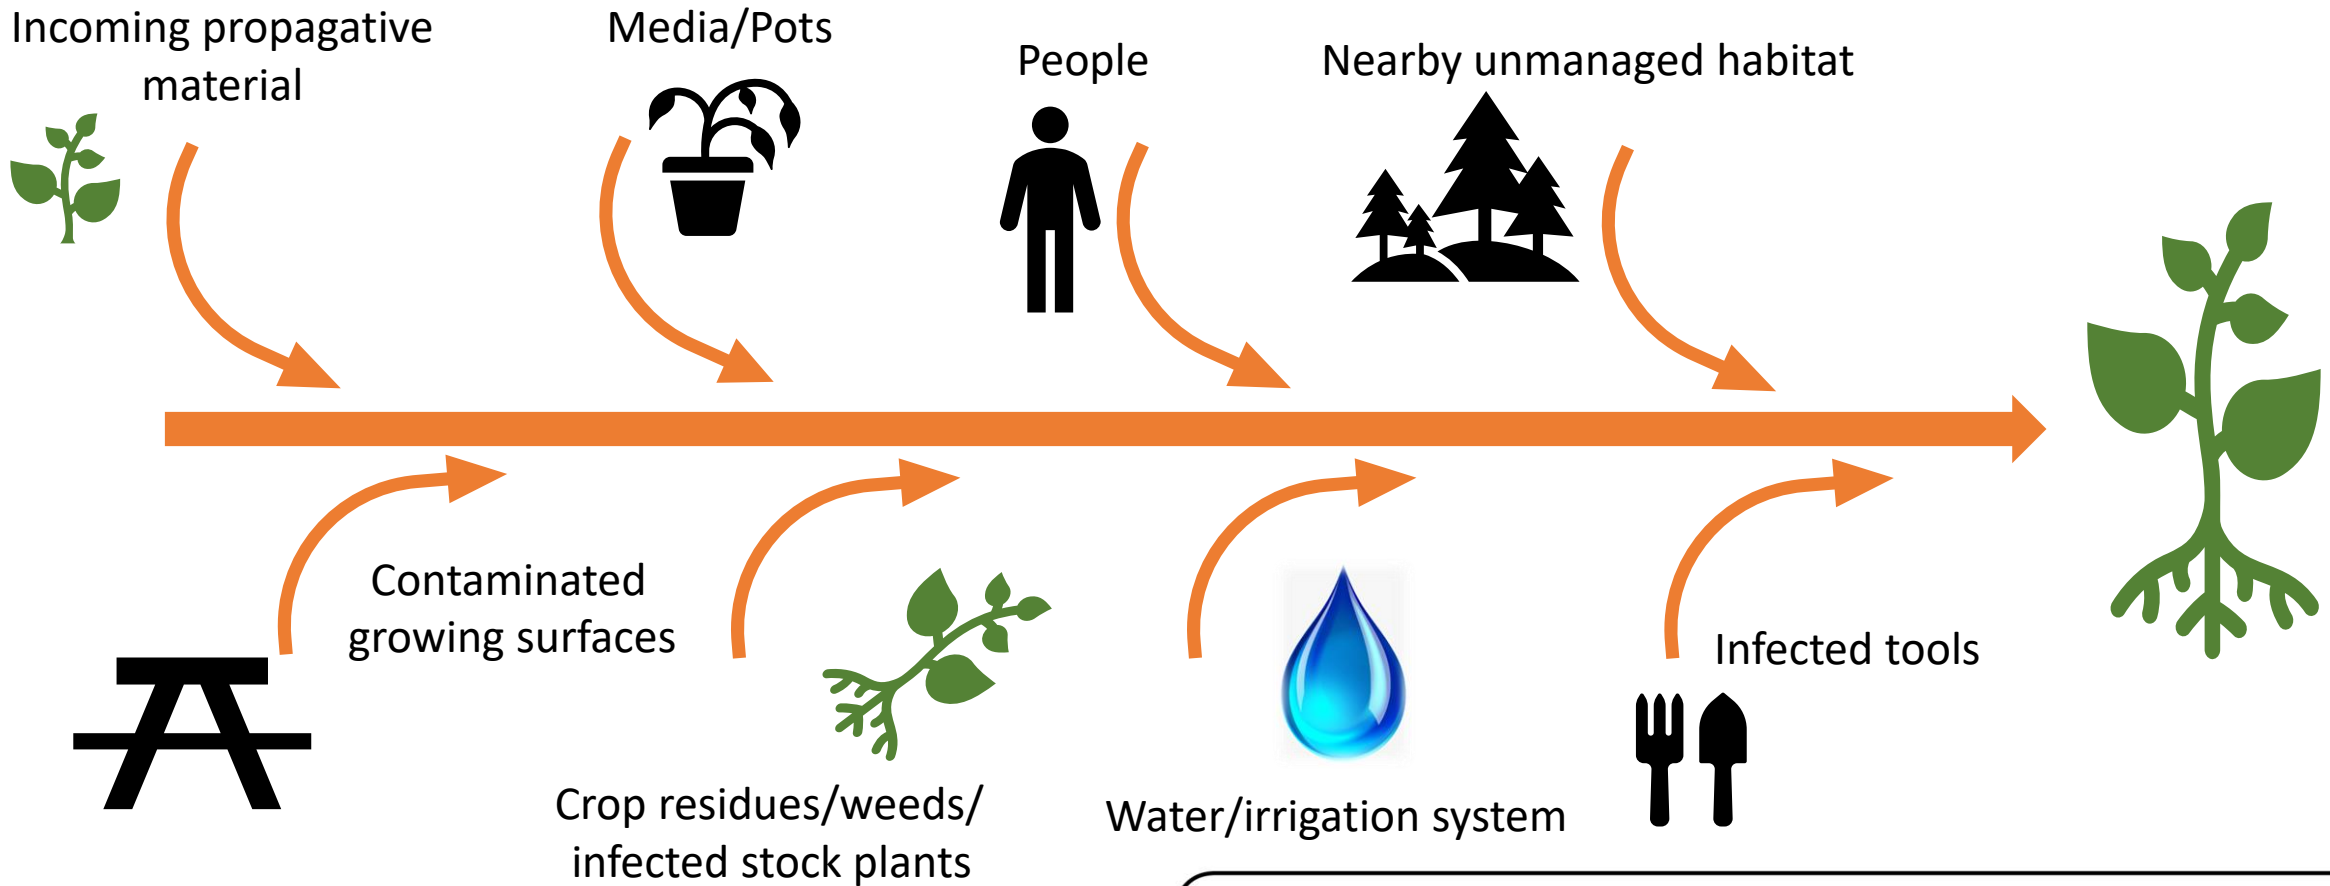 Incoming propagative
material
Media/Pots
People
Nearby unmanaged habitat
Contaminated
growing surfaces
Crop residues/weeds/
infected stock plants
Water/irrigation system
Infected tools